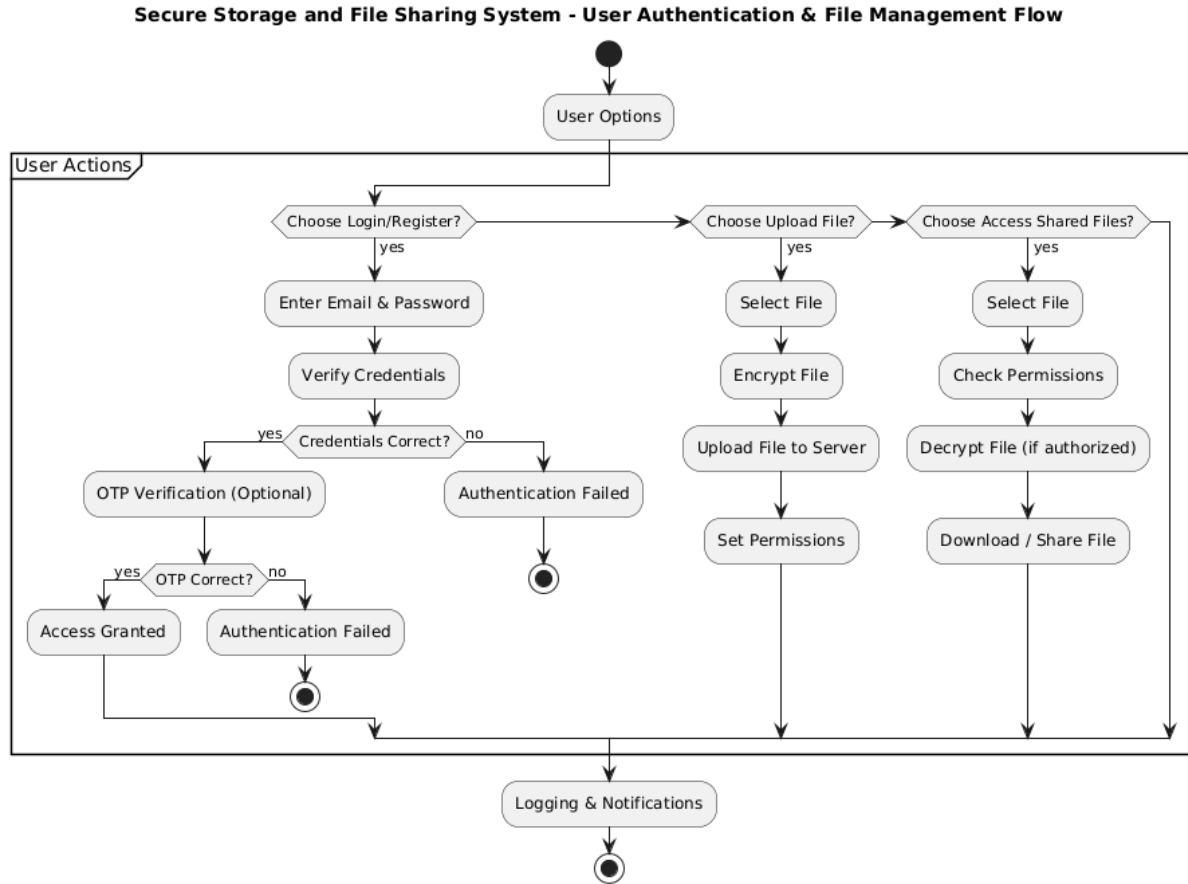 Secure Storage and File Sharing System - User Authentication & File Management Flow
User Options
User Actions
Choose Login/Register?
Choose Upload File?
Choose Access Shared Files?
yes
yes
yes
Enter Email & Password
Select File
Select File
Verify Credentials
Encrypt File
Check Permissions
yes
Credentials Correct?
no
Upload File to Server
Decrypt File (if authorized)
OTP Verification (Optional)
Authentication Failed
Set Permissions
Download / Share File
yes
OTP Correct?
no
Access Granted
Authentication Failed
Logging & Notifications